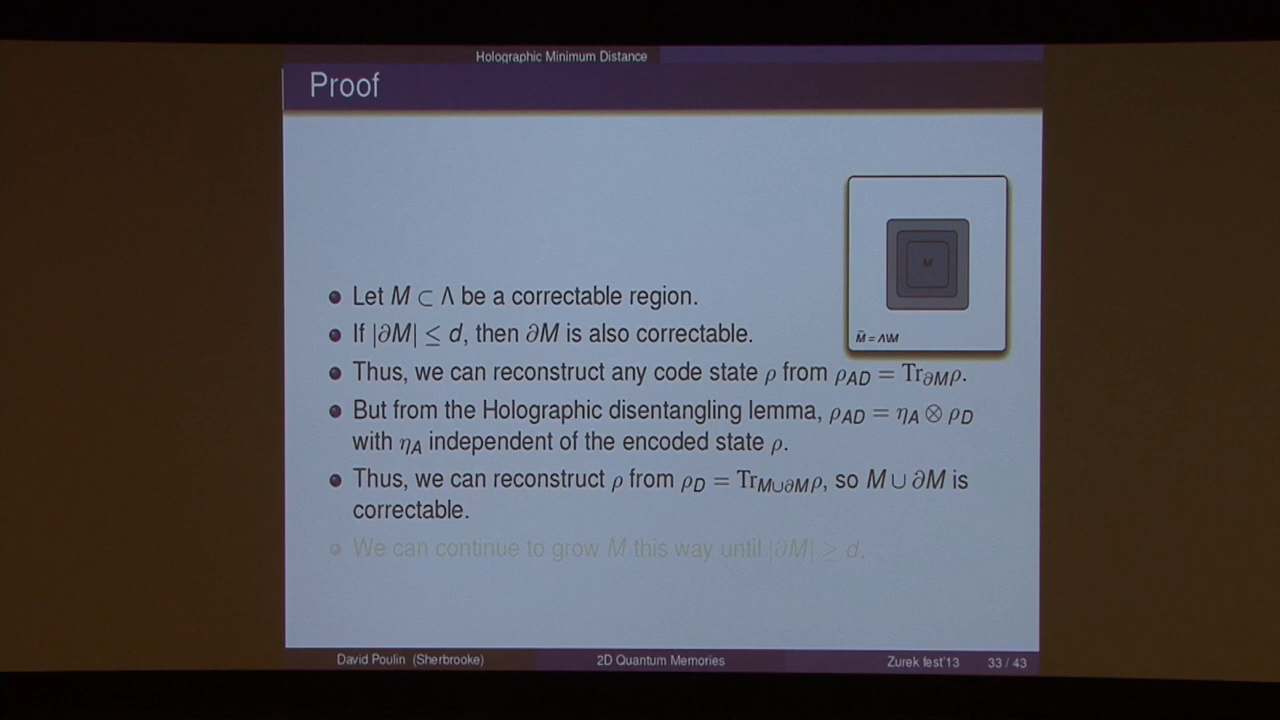 Holographic Minimum Distance
Proof
M
M̄ = Λ\M
Let M ⊂ Λ be a correctable region.
If |∂M| ≤ d, then ∂M is also correctable.
Thus, we can reconstruct any code state ρ from ρ_AD = Tr_∂M ρ.
But from the Holographic disentangling lemma, ρ_AD = η_A ⊗ ρ_D
with η_A independent of the encoded state ρ.
Thus, we can reconstruct ρ from ρ_D = Tr_M∪∂M ρ, so M ∪ ∂M is
correctable.
We can continue to grow M this way until |∂M| ≥ d.
David Poulin (Sherbrooke) 2D Quantum Memories Zurek fest'13 33 / 43